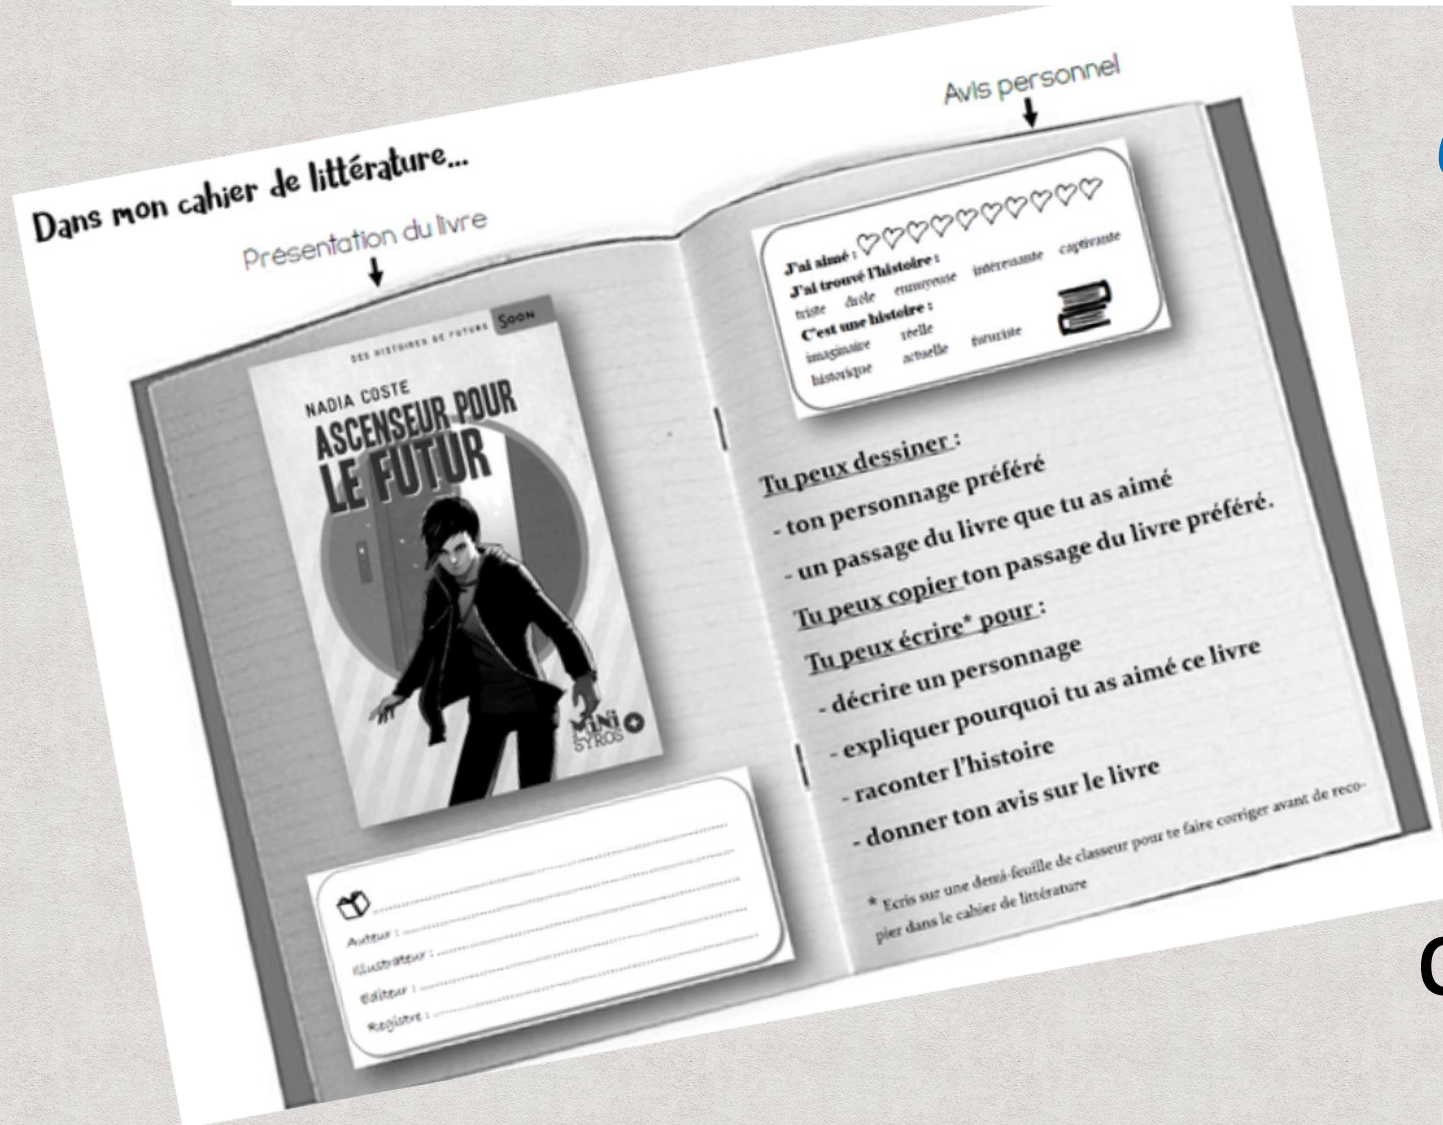 Dans mon cahier de littérature...
Présentation du livre
Avis personnel
DES HISTOIRES DE FUTURS SOON
NADIA COSTE
ASCENSEUR POUR
LE FUTUR
MiNi
SYROS +
Auteur :
Illustrateur :
Editeur :
Registre :
J'ai aimé :
J'ai trouvé l'histoire :
triste drôle ennuyeuse intéressante captivante
C'est une histoire :
imaginaire réelle
historique actuelle futuriste
Tu peux dessiner :
- ton personnage préféré
- un passage du livre que tu as aimé
Tu peux copier ton passage du livre préféré.
Tu peux écrire* pour :
- décrire un personnage
- expliquer pourquoi tu as aimé ce livre
- raconter l'histoire
- donner ton avis sur le livre
* Ecris sur une demi-feuille de classeur pour te faire corriger avant de reco-
pier dans le cahier de littérature